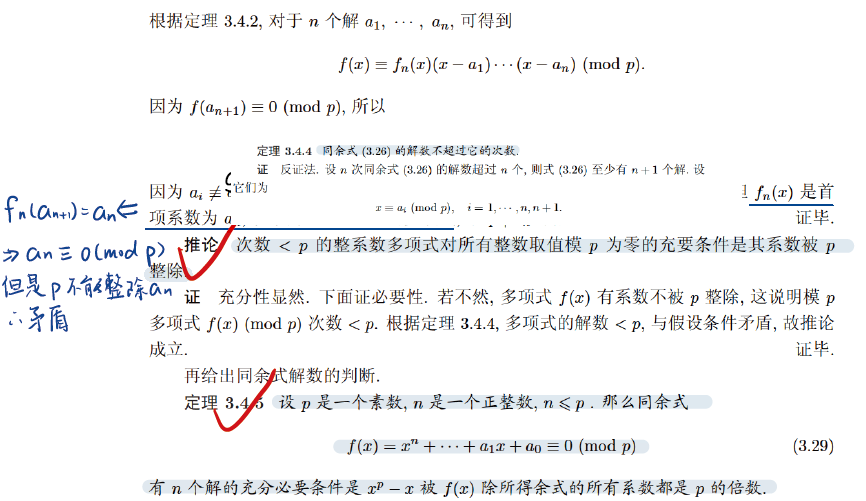 根据定理 3.4.2, 对于 n 个解 a₁, ⋯, aₙ, 可得到
f(x) ≡ fₙ(x)(x − a₁)⋯(x − aₙ) (mod p).
因为 f(aₙ₊₁) ≡ 0 (mod p), 所以
定理 3.4.4 同余式 (3.26) 的解数不超过它的次数.
证 反证法. 设 n 次同余式 (3.26) 的解数超过 n 个, 则式 (3.26) 至少有 n + 1 个解. 设
它们为
因为 aᵢ ≢
fₙ(x) 是首
x ≡ aᵢ (mod p), i = 1, ⋯, n, n + 1.
项系数为 a
证毕.
fₙ(aₙ₊₁)=aₙ⇐
⇒ aₙ ≡ 0 (mod p)
但是 p 不能整除 aₙ
∴矛盾
推论 次数 < p 的整系数多项式对所有整数取值模 p 为零的充要条件是其系数被 p
整除
证 充分性显然. 下面证必要性. 若不然, 多项式 f(x) 有系数不被 p 整除, 这说明模 p
多项式 f(x) (mod p) 次数 < p. 根据定理 3.4.4, 多项式的解数 < p, 与假设条件矛盾, 故推论
成立. 证毕.
再给出同余式解数的判断.
定理 3.4.5 设 p 是一个素数, n 是一个正整数, n ⩽ p . 那么同余式
f(x) = xⁿ + ⋯ + a₁x + a₀ ≡ 0 (mod p) (3.29)
有 n 个解的充分必要条件是 xᵖ − x 被 f(x) 除所得余式的所有系数都是 p 的倍数.